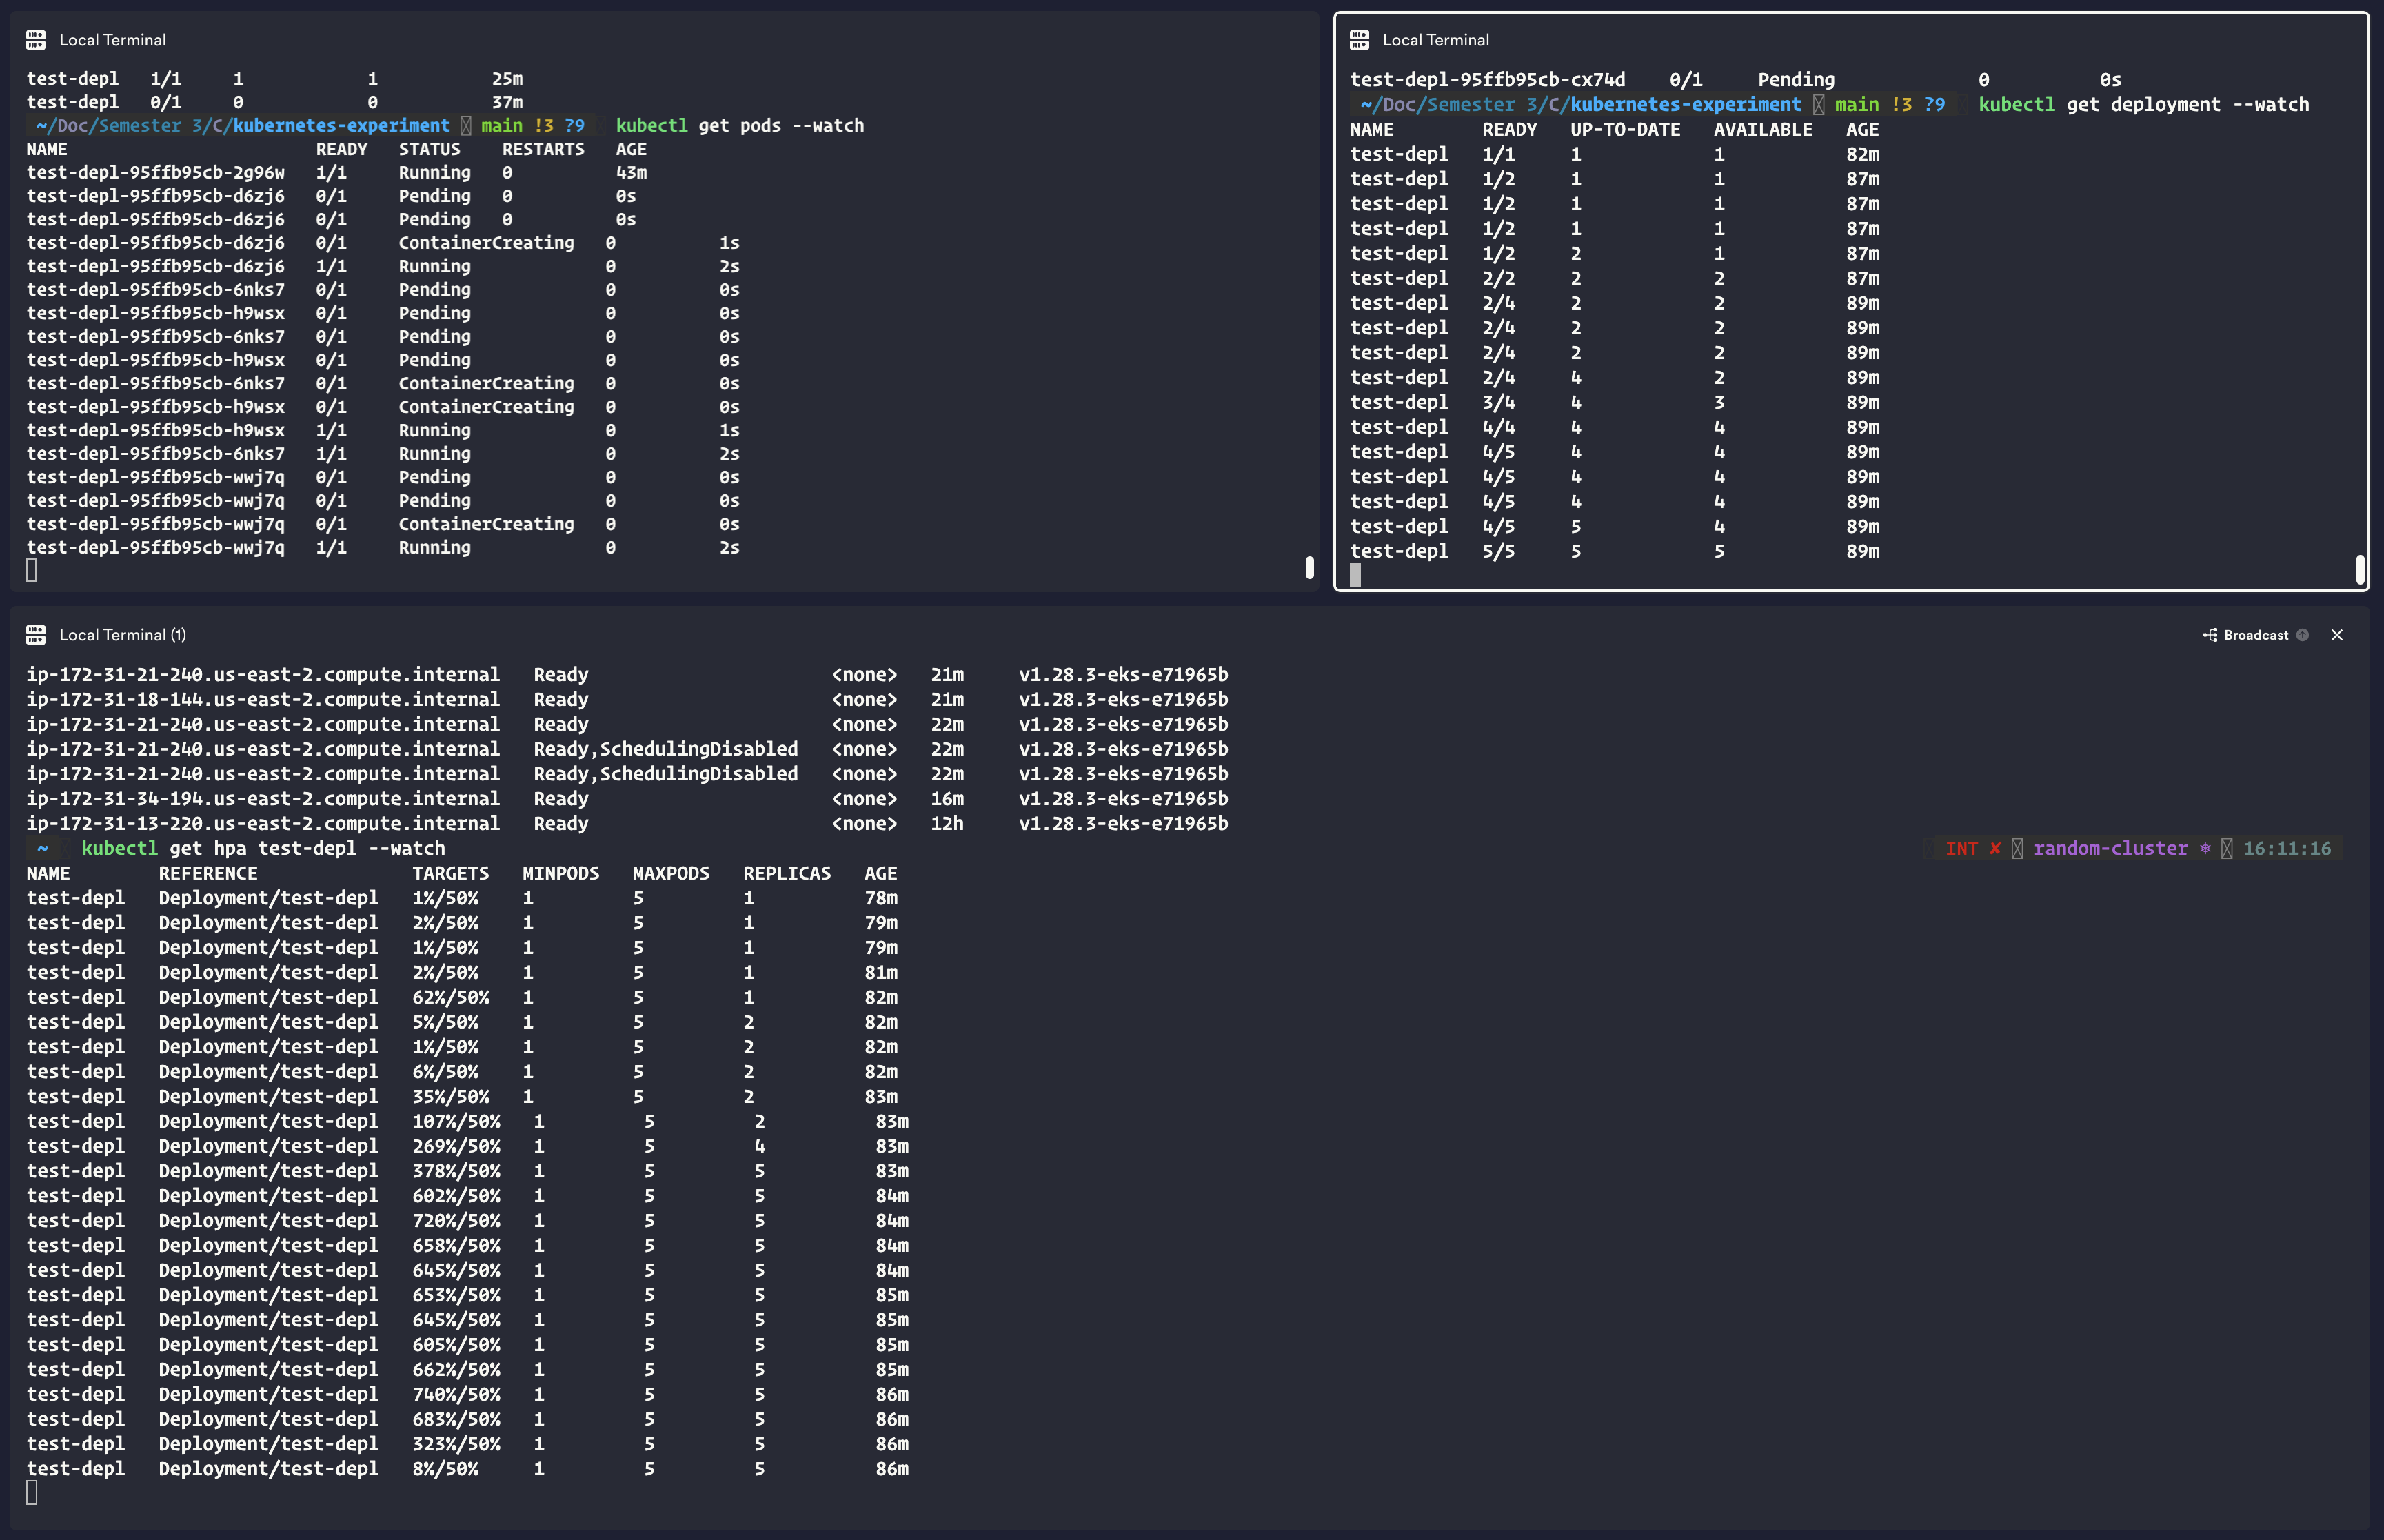 Local Terminal
test-depl   1/1     1            1           25m
test-depl   0/1     0            0           37m
~/Doc/Semester 3/C/kubernetes-experiment main !3 ?9 kubectl get pods --watch
NAME                        READY   STATUS    RESTARTS   AGE
test-depl-95ffb95cb-2g96w   1/1     Running   0          43m
test-depl-95ffb95cb-d6zj6   0/1     Pending   0          0s
test-depl-95ffb95cb-d6zj6   0/1     Pending   0          0s
test-depl-95ffb95cb-d6zj6   0/1     ContainerCreating   0          1s
test-depl-95ffb95cb-d6zj6   1/1     Running             0          2s
test-depl-95ffb95cb-6nks7   0/1     Pending             0          0s
test-depl-95ffb95cb-h9wsx   0/1     Pending             0          0s
test-depl-95ffb95cb-6nks7   0/1     Pending             0          0s
test-depl-95ffb95cb-h9wsx   0/1     Pending             0          0s
test-depl-95ffb95cb-6nks7   0/1     ContainerCreating   0          0s
test-depl-95ffb95cb-h9wsx   0/1     ContainerCreating   0          0s
test-depl-95ffb95cb-h9wsx   1/1     Running             0          1s
test-depl-95ffb95cb-6nks7   1/1     Running             0          2s
test-depl-95ffb95cb-wwj7q   0/1     Pending             0          0s
test-depl-95ffb95cb-wwj7q   0/1     Pending             0          0s
test-depl-95ffb95cb-wwj7q   0/1     ContainerCreating   0          0s
test-depl-95ffb95cb-wwj7q   1/1     Running             0          2s
Local Terminal
test-depl-95ffb95cb-cx74d    0/1     Pending             0          0s
~/Doc/Semester 3/C/kubernetes-experiment main !3 ?9 kubectl get deployment --watch
NAME        READY   UP-TO-DATE   AVAILABLE   AGE
test-depl   1/1     1            1           82m
test-depl   1/2     1            1           87m
test-depl   1/2     1            1           87m
test-depl   1/2     1            1           87m
test-depl   1/2     2            1           87m
test-depl   2/2     2            2           87m
test-depl   2/4     2            2           89m
test-depl   2/4     2            2           89m
test-depl   2/4     2            2           89m
test-depl   2/4     4            2           89m
test-depl   3/4     4            3           89m
test-depl   4/4     4            4           89m
test-depl   4/5     4            4           89m
test-depl   4/5     4            4           89m
test-depl   4/5     4            4           89m
test-depl   4/5     5            4           89m
test-depl   5/5     5            5           89m
Local Terminal (1) Broadcast
ip-172-31-21-240.us-east-2.compute.internal   Ready                      <none>   21m     v1.28.3-eks-e71965b
ip-172-31-18-144.us-east-2.compute.internal   Ready                      <none>   21m     v1.28.3-eks-e71965b
ip-172-31-21-240.us-east-2.compute.internal   Ready                      <none>   22m     v1.28.3-eks-e71965b
ip-172-31-21-240.us-east-2.compute.internal   Ready,SchedulingDisabled   <none>   22m     v1.28.3-eks-e71965b
ip-172-31-21-240.us-east-2.compute.internal   Ready,SchedulingDisabled   <none>   22m     v1.28.3-eks-e71965b
ip-172-31-34-194.us-east-2.compute.internal   Ready                      <none>   16m     v1.28.3-eks-e71965b
ip-172-31-13-220.us-east-2.compute.internal   Ready                      <none>   12h     v1.28.3-eks-e71965b
~ kubectl get hpa test-depl --watch INT ✘ random-cluster ⎈ 16:11:16
NAME        REFERENCE              TARGETS   MINPODS   MAXPODS   REPLICAS   AGE
test-depl   Deployment/test-depl   1%/50%    1         5         1          78m
test-depl   Deployment/test-depl   2%/50%    1         5         1          79m
test-depl   Deployment/test-depl   1%/50%    1         5         1          79m
test-depl   Deployment/test-depl   2%/50%    1         5         1          81m
test-depl   Deployment/test-depl   62%/50%   1         5         1          82m
test-depl   Deployment/test-depl   5%/50%    1         5         2          82m
test-depl   Deployment/test-depl   1%/50%    1         5         2          82m
test-depl   Deployment/test-depl   6%/50%    1         5         2          82m
test-depl   Deployment/test-depl   35%/50%   1         5         2          83m
test-depl   Deployment/test-depl   107%/50%   1         5         2          83m
test-depl   Deployment/test-depl   269%/50%   1         5         4          83m
test-depl   Deployment/test-depl   378%/50%   1         5         5          83m
test-depl   Deployment/test-depl   602%/50%   1         5         5          84m
test-depl   Deployment/test-depl   720%/50%   1         5         5          84m
test-depl   Deployment/test-depl   658%/50%   1         5         5          84m
test-depl   Deployment/test-depl   645%/50%   1         5         5          84m
test-depl   Deployment/test-depl   653%/50%   1         5         5          85m
test-depl   Deployment/test-depl   645%/50%   1         5         5          85m
test-depl   Deployment/test-depl   605%/50%   1         5         5          85m
test-depl   Deployment/test-depl   662%/50%   1         5         5          85m
test-depl   Deployment/test-depl   740%/50%   1         5         5          86m
test-depl   Deployment/test-depl   683%/50%   1         5         5          86m
test-depl   Deployment/test-depl   323%/50%   1         5         5          86m
test-depl   Deployment/test-depl   8%/50%     1         5         5          86m